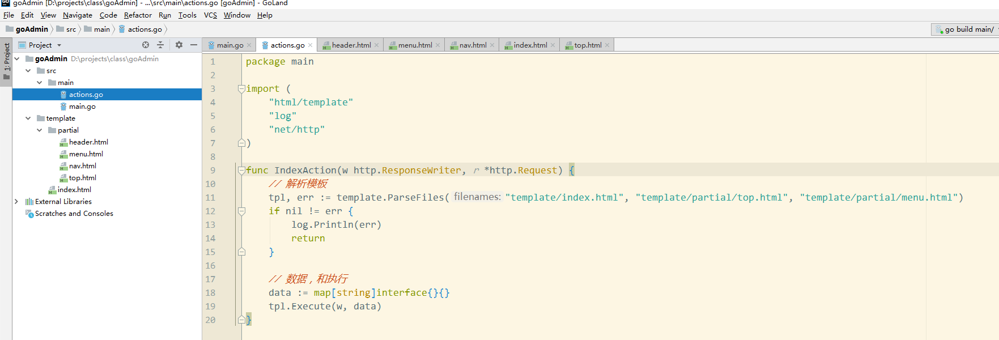 goAdmin [D:\projects\class\goAdmin] - ...\src\main\actions.go [goAdmin] - GoLand
File Edit View Navigate Code Refactor Run Tools VCS Window Help
goAdmin src main actions.go go build main/
1: Project
Project
goAdmin D:\projects\class\goAdmin
src
main
actions.go
main.go
template
partial
header.html
menu.html
nav.html
top.html
index.html
External Libraries
Scratches and Consoles
main.go actions.go header.html menu.html nav.html index.html top.html
1 package main
2
3 import (
4 "html/template"
5 "log"
6 "net/http"
7 )
8
9 func IndexAction(w http.ResponseWriter, r *http.Request) {
10 // 解析模板
11 tpl, err := template.ParseFiles( filenames: "template/index.html", "template/partial/top.html", "template/partial/menu.html")
12 if nil != err {
13 log.Println(err)
14 return
15 }
16
17 // 数据，和执行
18 data := map[string]interface{}{}
19 tpl.Execute(w, data)
20 }